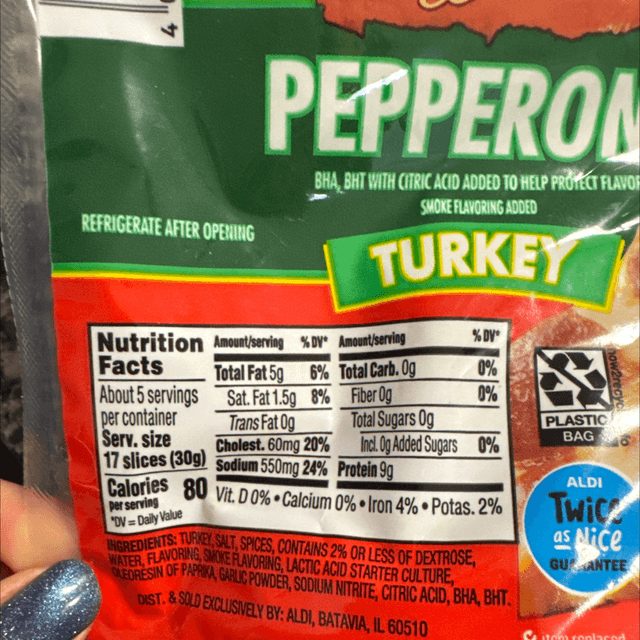 4
PEPPERON
BHA, BHT WITH CITRIC ACID ADDED TO HELP PROTECT FLAVOR
SMOKE FLAVORING ADDED
REFRIGERATE AFTER OPENING
TURKEY
Nutrition Facts
About 5 servings
per container
Serv. size
17 slices (30g)
Calories 80
per serving
*DV = Daily Value
Amount/serving % DV*
Total Fat 5g 6%
Sat. Fat 1.5g 8%
Trans Fat 0g
Cholest. 60mg 20%
Sodium 550mg 24%
Amount/serving % DV*
Total Carb. 0g 0%
Fiber 0g 0%
Total Sugars 0g
Incl. 0g Added Sugars 0%
Protein 9g
Vit. D 0% • Calcium 0% • Iron 4% • Potas. 2%
INGREDIENTS: TURKEY, SALT, SPICES, CONTAINS 2% OR LESS OF DEXTROSE,
WATER, FLAVORING, SMOKE FLAVORING, LACTIC ACID STARTER CULTURE,
OLEORESIN OF PAPRIKA, GARLIC POWDER, SODIUM NITRITE, CITRIC ACID, BHA, BHT.
DIST. & SOLD EXCLUSIVELY BY: ALDI, BATAVIA, IL 60510
PLASTIC
BAG
ALDI
Twice
as Nice
GUARANTEE
item replaced